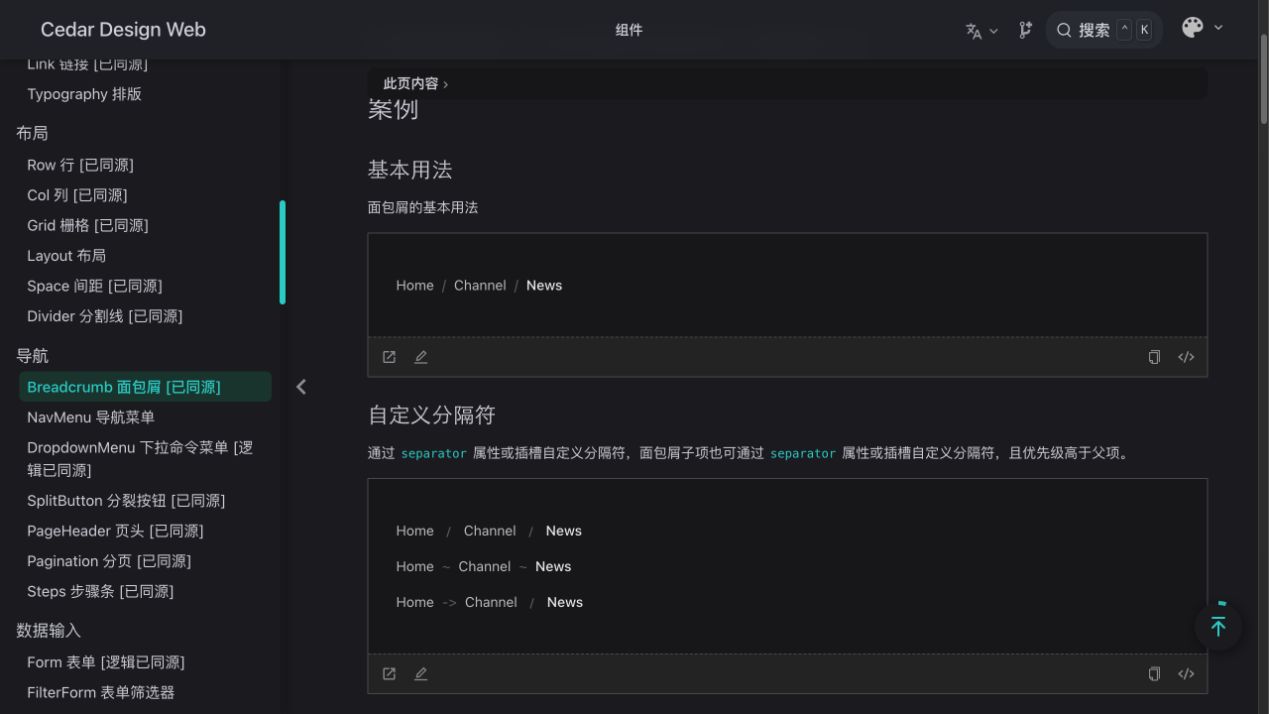 Cedar Design Web
组件
搜索 ^ K
Link 链接 [已同源]
Typography 排版
布局
Row 行 [已同源]
Col 列 [已同源]
Grid 栅格 [已同源]
Layout 布局
Space 间距 [已同源]
Divider 分割线 [已同源]
导航
Breadcrumb 面包屑 [已同源]
NavMenu 导航菜单
DropdownMenu 下拉命令菜单 [逻
辑已同源]
SplitButton 分裂按钮 [已同源]
PageHeader 页头 [已同源]
Pagination 分页 [已同源]
Steps 步骤条 [已同源]
数据输入
Form 表单 [逻辑已同源]
FilterForm 表单筛选器
此页内容 ›
案例
基本用法
面包屑的基本用法
Home / Channel / News
自定义分隔符
通过 separator 属性或插槽自定义分隔符，面包屑子项也可通过 separator 属性或插槽自定义分隔符，且优先级高于父项。
Home / Channel / News
Home ~ Channel ~ News
Home -> Channel / News